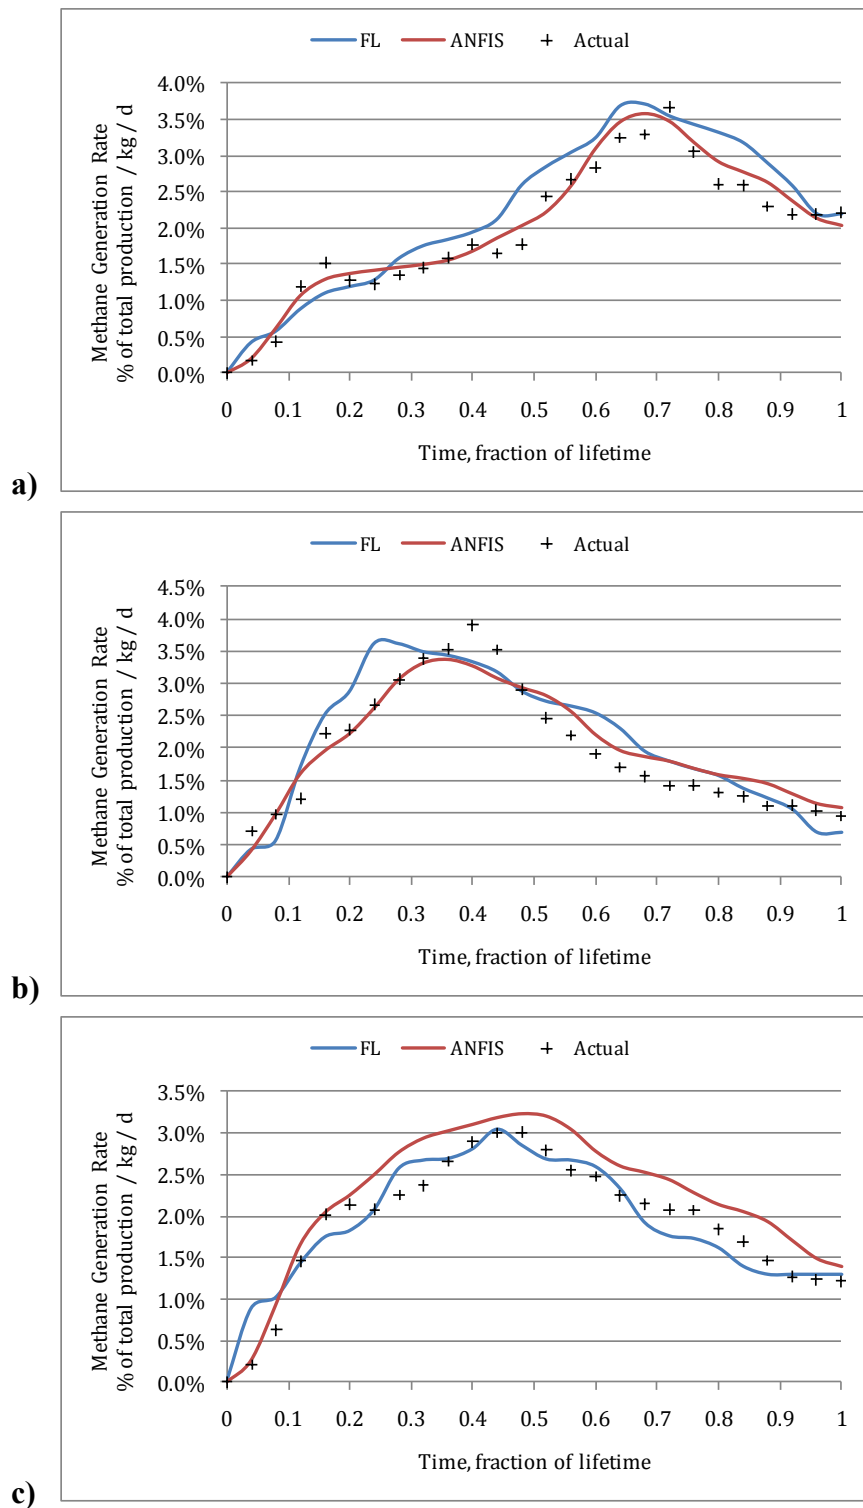 FL ANFIS + Actual
4.0%
3.5%
3.0%
2.5%
2.0%
1.5%
1.0%
0.5%
0.0%
Methane Generation Rate
% of total production / kg / d
0 0.1 0.2 0.3 0.4 0.5 0.6 0.7 0.8 0.9 1
Time, fraction of lifetime
a)
FL ANFIS + Actual
4.5%
4.0%
3.5%
3.0%
2.5%
2.0%
1.5%
1.0%
0.5%
0.0%
Methane Generation Rate
% of total production / kg / d
0 0.1 0.2 0.3 0.4 0.5 0.6 0.7 0.8 0.9 1
Time, fraction of lifetime
b)
FL ANFIS + Actual
3.5%
3.0%
2.5%
2.0%
1.5%
1.0%
0.5%
0.0%
Methane Generation Rate
% of total production / kg / d
0 0.1 0.2 0.3 0.4 0.5 0.6 0.7 0.8 0.9 1
Time, fraction of lifetime
c)